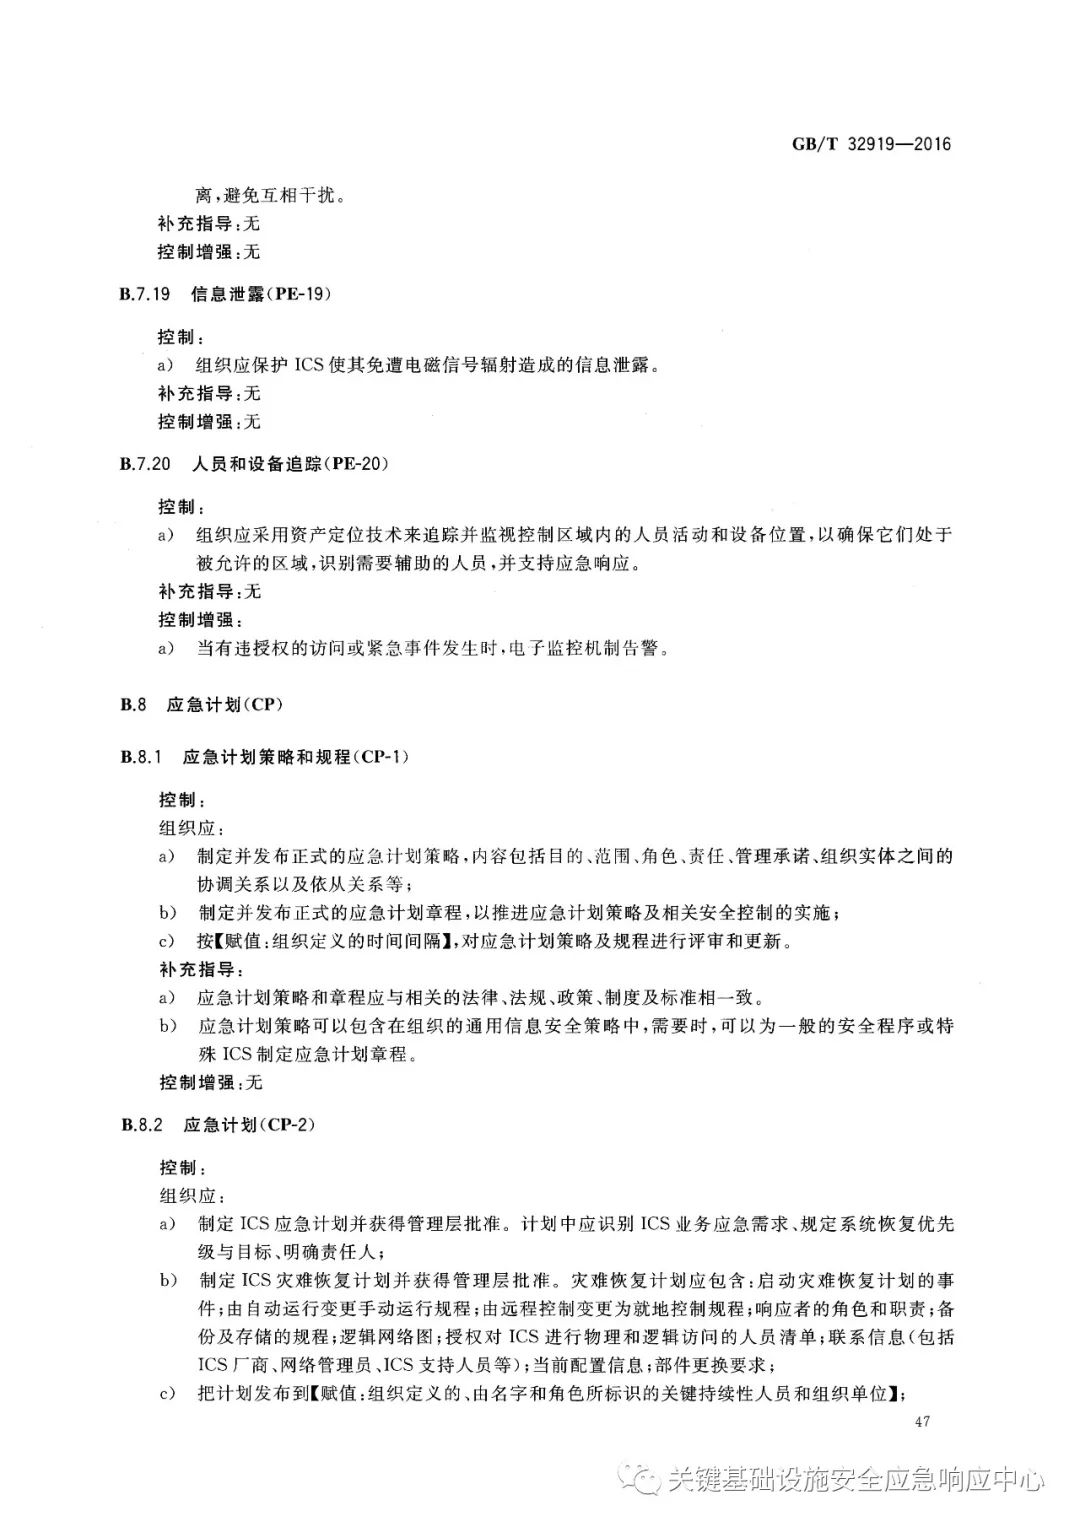 GB/T 32919—2016
离,避免互相干扰。
补充指导:无
控制增强:无
B.7.19 信息泄露(PE-19)
控制:
a) 组织应保护 ICS 使其免遭电磁信号辐射造成的信息泄露。
补充指导:无
控制增强:无
B.7.20 人员和设备追踪(PE-20)
控制:
a) 组织应采用资产定位技术来追踪并监视控制区域内的人员活动和设备位置,以确保它们处于
被允许的区域,识别需要辅助的人员,并支持应急响应。
补充指导:无
控制增强:
a) 当有违授权的访问或紧急事件发生时,电子监控机制告警。
B.8 应急计划(CP)
B.8.1 应急计划策略和规程(CP-1)
控制:
组织应:
a) 制定并发布正式的应急计划策略,内容包括目的、范围、角色、责任、管理承诺、组织实体之间的
协调关系以及依从关系等;
b) 制定并发布正式的应急计划章程,以推进应急计划策略及相关安全控制的实施;
c) 按【赋值:组织定义的时间间隔】,对应急计划策略及规程进行评审和更新。
补充指导:
a) 应急计划策略和章程应与相关的法律、法规、政策、制度及标准相一致。
b) 应急计划策略可以包含在组织的通用信息安全策略中,需要时,可以为一般的安全程序或特
殊 ICS 制定应急计划章程。
控制增强:无
B.8.2 应急计划(CP-2)
控制:
组织应:
a) 制定 ICS 应急计划并获得管理层批准。计划中应识别 ICS 业务应急需求、规定系统恢复优先
级与目标、明确责任人;
b) 制定 ICS 灾难恢复计划并获得管理层批准。灾难恢复计划应包含:启动灾难恢复计划的事
件;由自动运行变更手动运行规程;由远程控制变更为就地控制规程;响应者的角色和职责;备
份及存储的规程;逻辑网络图;授权对 ICS 进行物理和逻辑访问的人员清单;联系信息(包括
ICS 厂商、网络管理员、ICS 支持人员等);当前配置信息;部件更换要求;
c) 把计划发布到【赋值:组织定义的、由名字和角色所标识的关键持续性人员和组织单位】;
47
关键基础设施安全应急响应中心